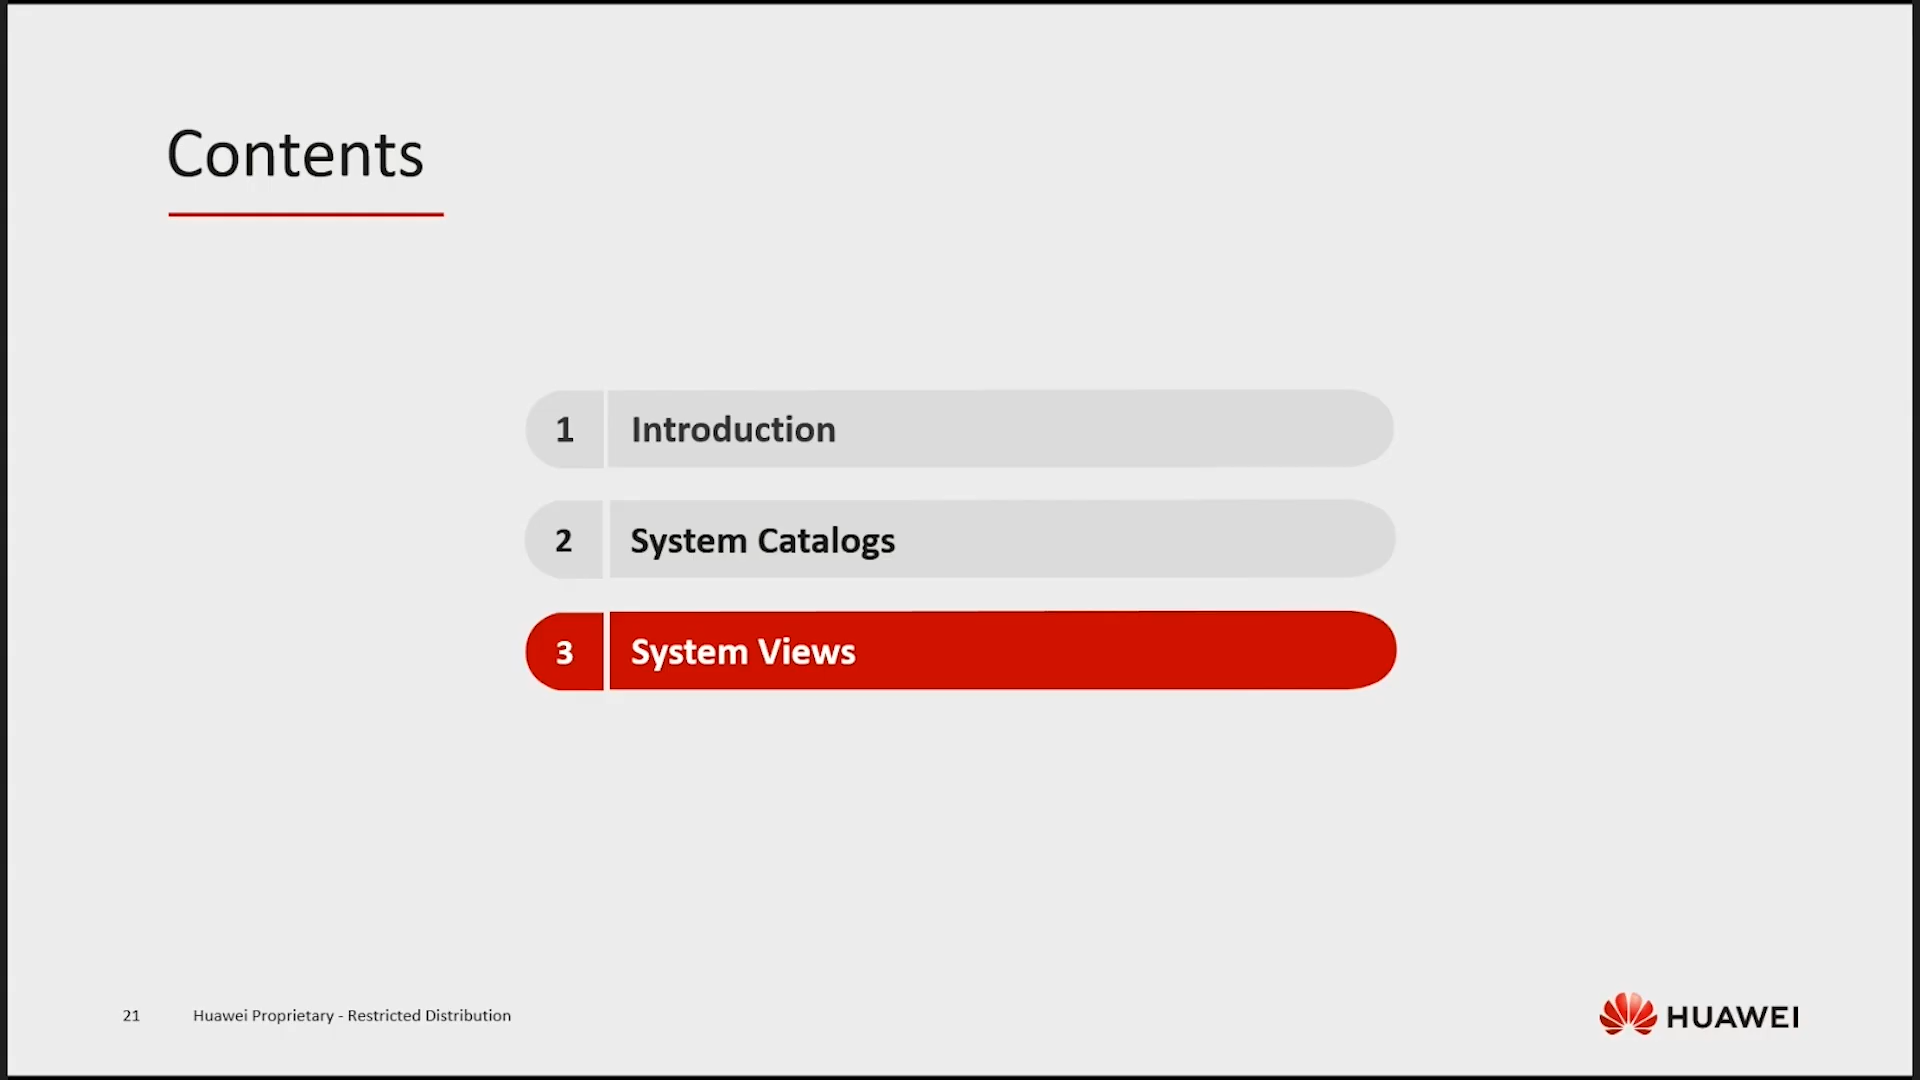 Contents
1 Introduction
2 System Catalogs
3 System Views
21 Huawei Proprietary - Restricted Distribution
HUAWEI